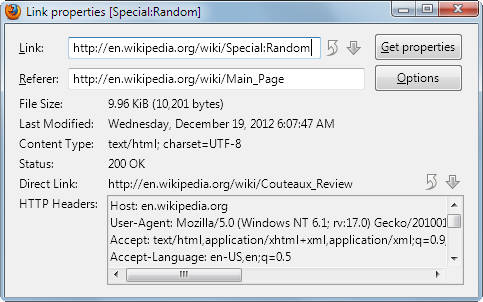 Link properties [Special:Random]
Link: http://en.wikipedia.org/wiki/Special:Random Get properties
Referer: http://en.wikipedia.org/wiki/Main_Page Options
File Size: 9.96 KiB (10,201 bytes)
Last Modified: Wednesday, December 19, 2012 6:07:47 AM
Content Type: text/html; charset=UTF-8
Status: 200 OK
Direct Link: http://en.wikipedia.org/wiki/Couteaux_Review
HTTP Headers: Host: en.wikipedia.org
User-Agent: Mozilla/5.0 (Windows NT 6.1; rv:17.0) Gecko/201001
Accept: text/html,application/xhtml+xml,application/xml;q=0.9,
Accept-Language: en-US,en;q=0.5